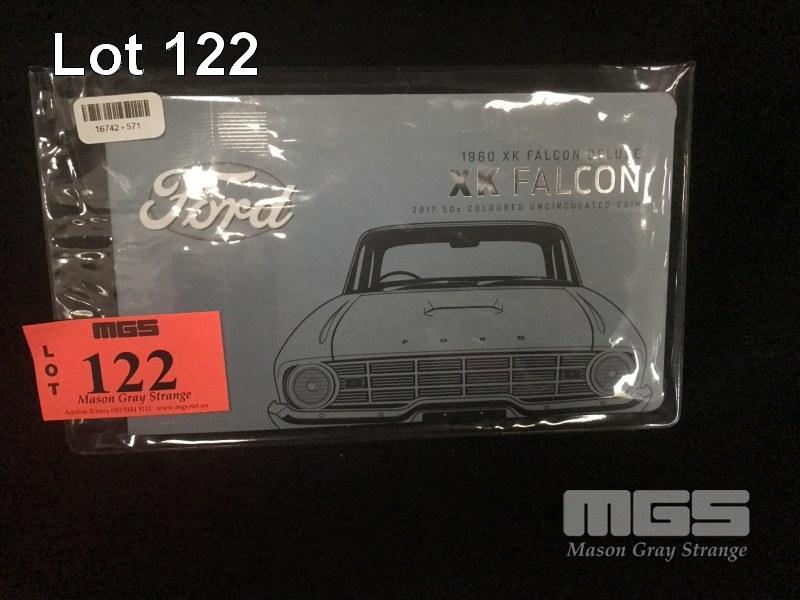 Lot 122
16742 - 571
Ford
1960 XK FALCON DELUXE
XK FALCON
2017 50c COLOURED UNCIRCULATED COIN
FORD
MGS
LOT
122
Mason Gray Strange
MGS
Mason Gray Strange